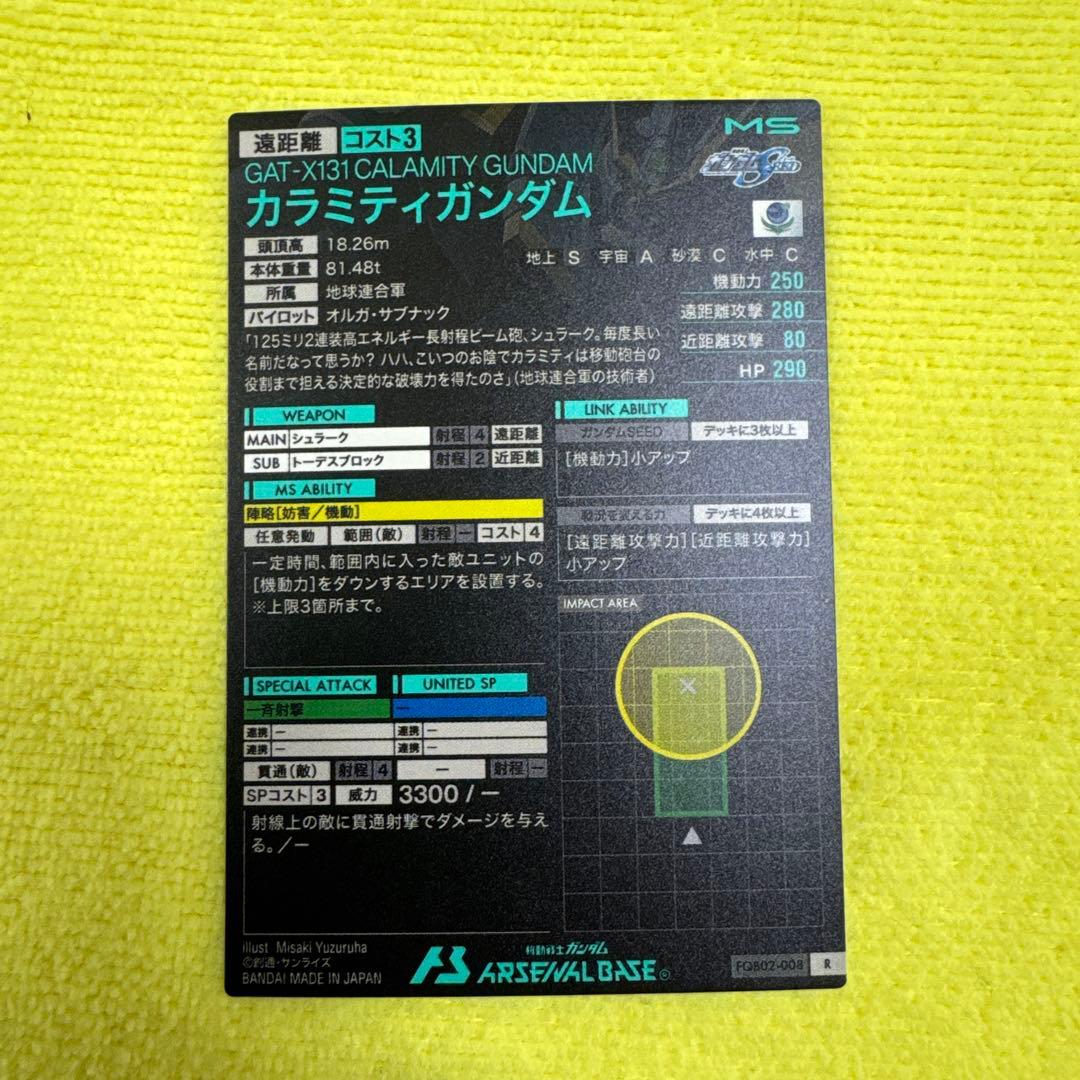 遠距離 コスト3
MS
GAT-X131 CALAMITY GUNDAM
カラミティガンダム
ガンダムSEED
頭頂高 18.26m
本体重量 81.48t
所属 地球連合軍
パイロット オルガ・サブナック
地上 S 宇宙 A 砂漠 C 水中 C
機動力 250
遠距離攻撃 280
近距離攻撃 80
HP 290
「125ミリ2連装高エネルギー長射程ビーム砲、シュラーク。毎度長い
名前だなって思うか? ハハ、こいつのお陰でカラミティは移動砲台の
役割まで担える決定的な破壊力を得たのさ」(地球連合軍の技術者)
WEAPON
MAIN シュラーク 射程 4 遠距離
SUB トーデスブロック 射程 2 近距離
MS ABILITY
陣略[妨害/機動]
任意発動 範囲(敵) 射程 ー コスト 4
一定時間、範囲内に入った敵ユニットの
[機動力]をダウンするエリアを設置する。
※上限3箇所まで。
LINK ABILITY
ガンダムSEED デッキに3枚以上
[機動力]小アップ
戦況を変える力 デッキに4枚以上
[遠距離攻撃力][近距離攻撃力]
小アップ
IMPACT AREA
SPECIAL ATTACK UNITED SP
一斉射撃 ー
連携 ー 連携 ー
連携 ー 連携 ー
貫通(敵) 射程 4 ー 射程 ー
SPコスト 3 威力 3300 / ー
射線上の敵に貫通射撃でダメージを与え
る。/ー
illust Misaki Yuzuruha
©創通・サンライズ
BANDAI MADE IN JAPAN
AB 機動戦士ガンダム
ARSENAL BASE
FQB02-008 R